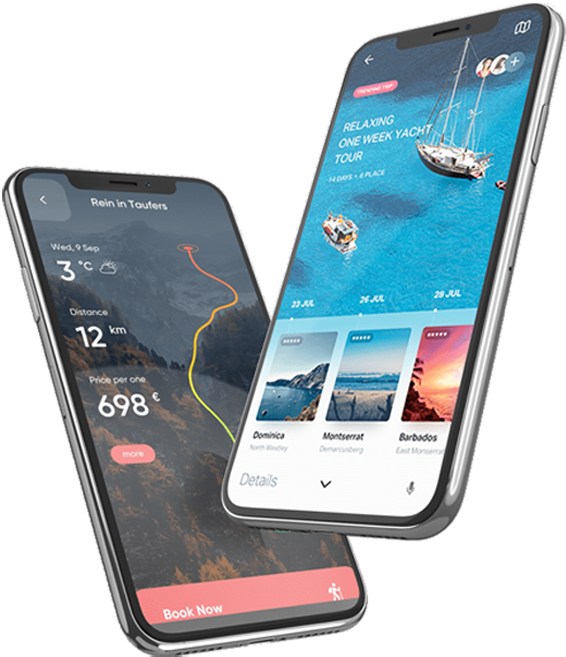 Rein in Taufers
Wed, 9 Sep
3 °C
Distance
12 km
Price per one
698 €
more
Book Now
TRENDING TRIP
RELAXING
ONE WEEK YACHT
TOUR
14 DAYS • 6 PLACE
23 JUL
26 JUL
29 JUL
Dominica
North Westley
Montserrat
Demarcusberg
Barbados
East Monserrat
Details